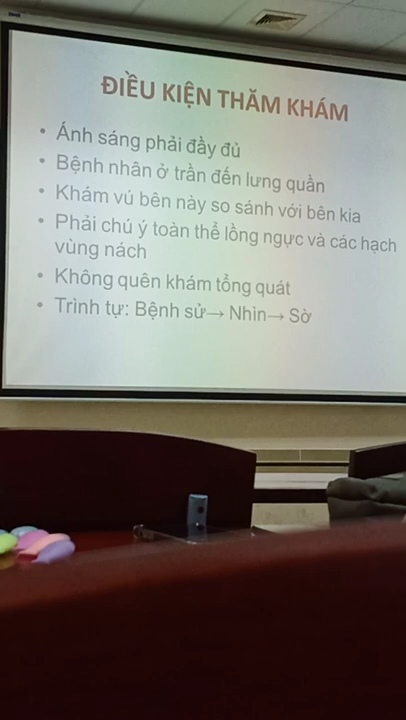 ĐIỀU KIỆN THĂM KHÁM
• Ánh sáng phải đầy đủ
• Bệnh nhân ở trần đến lưng quần
• Khám vú bên này so sánh với bên kia
• Phải chú ý toàn thể lồng ngực và các hạch
vùng nách
• Không quên khám tổng quát
• Trình tự: Bệnh sử→ Nhìn→ Sờ